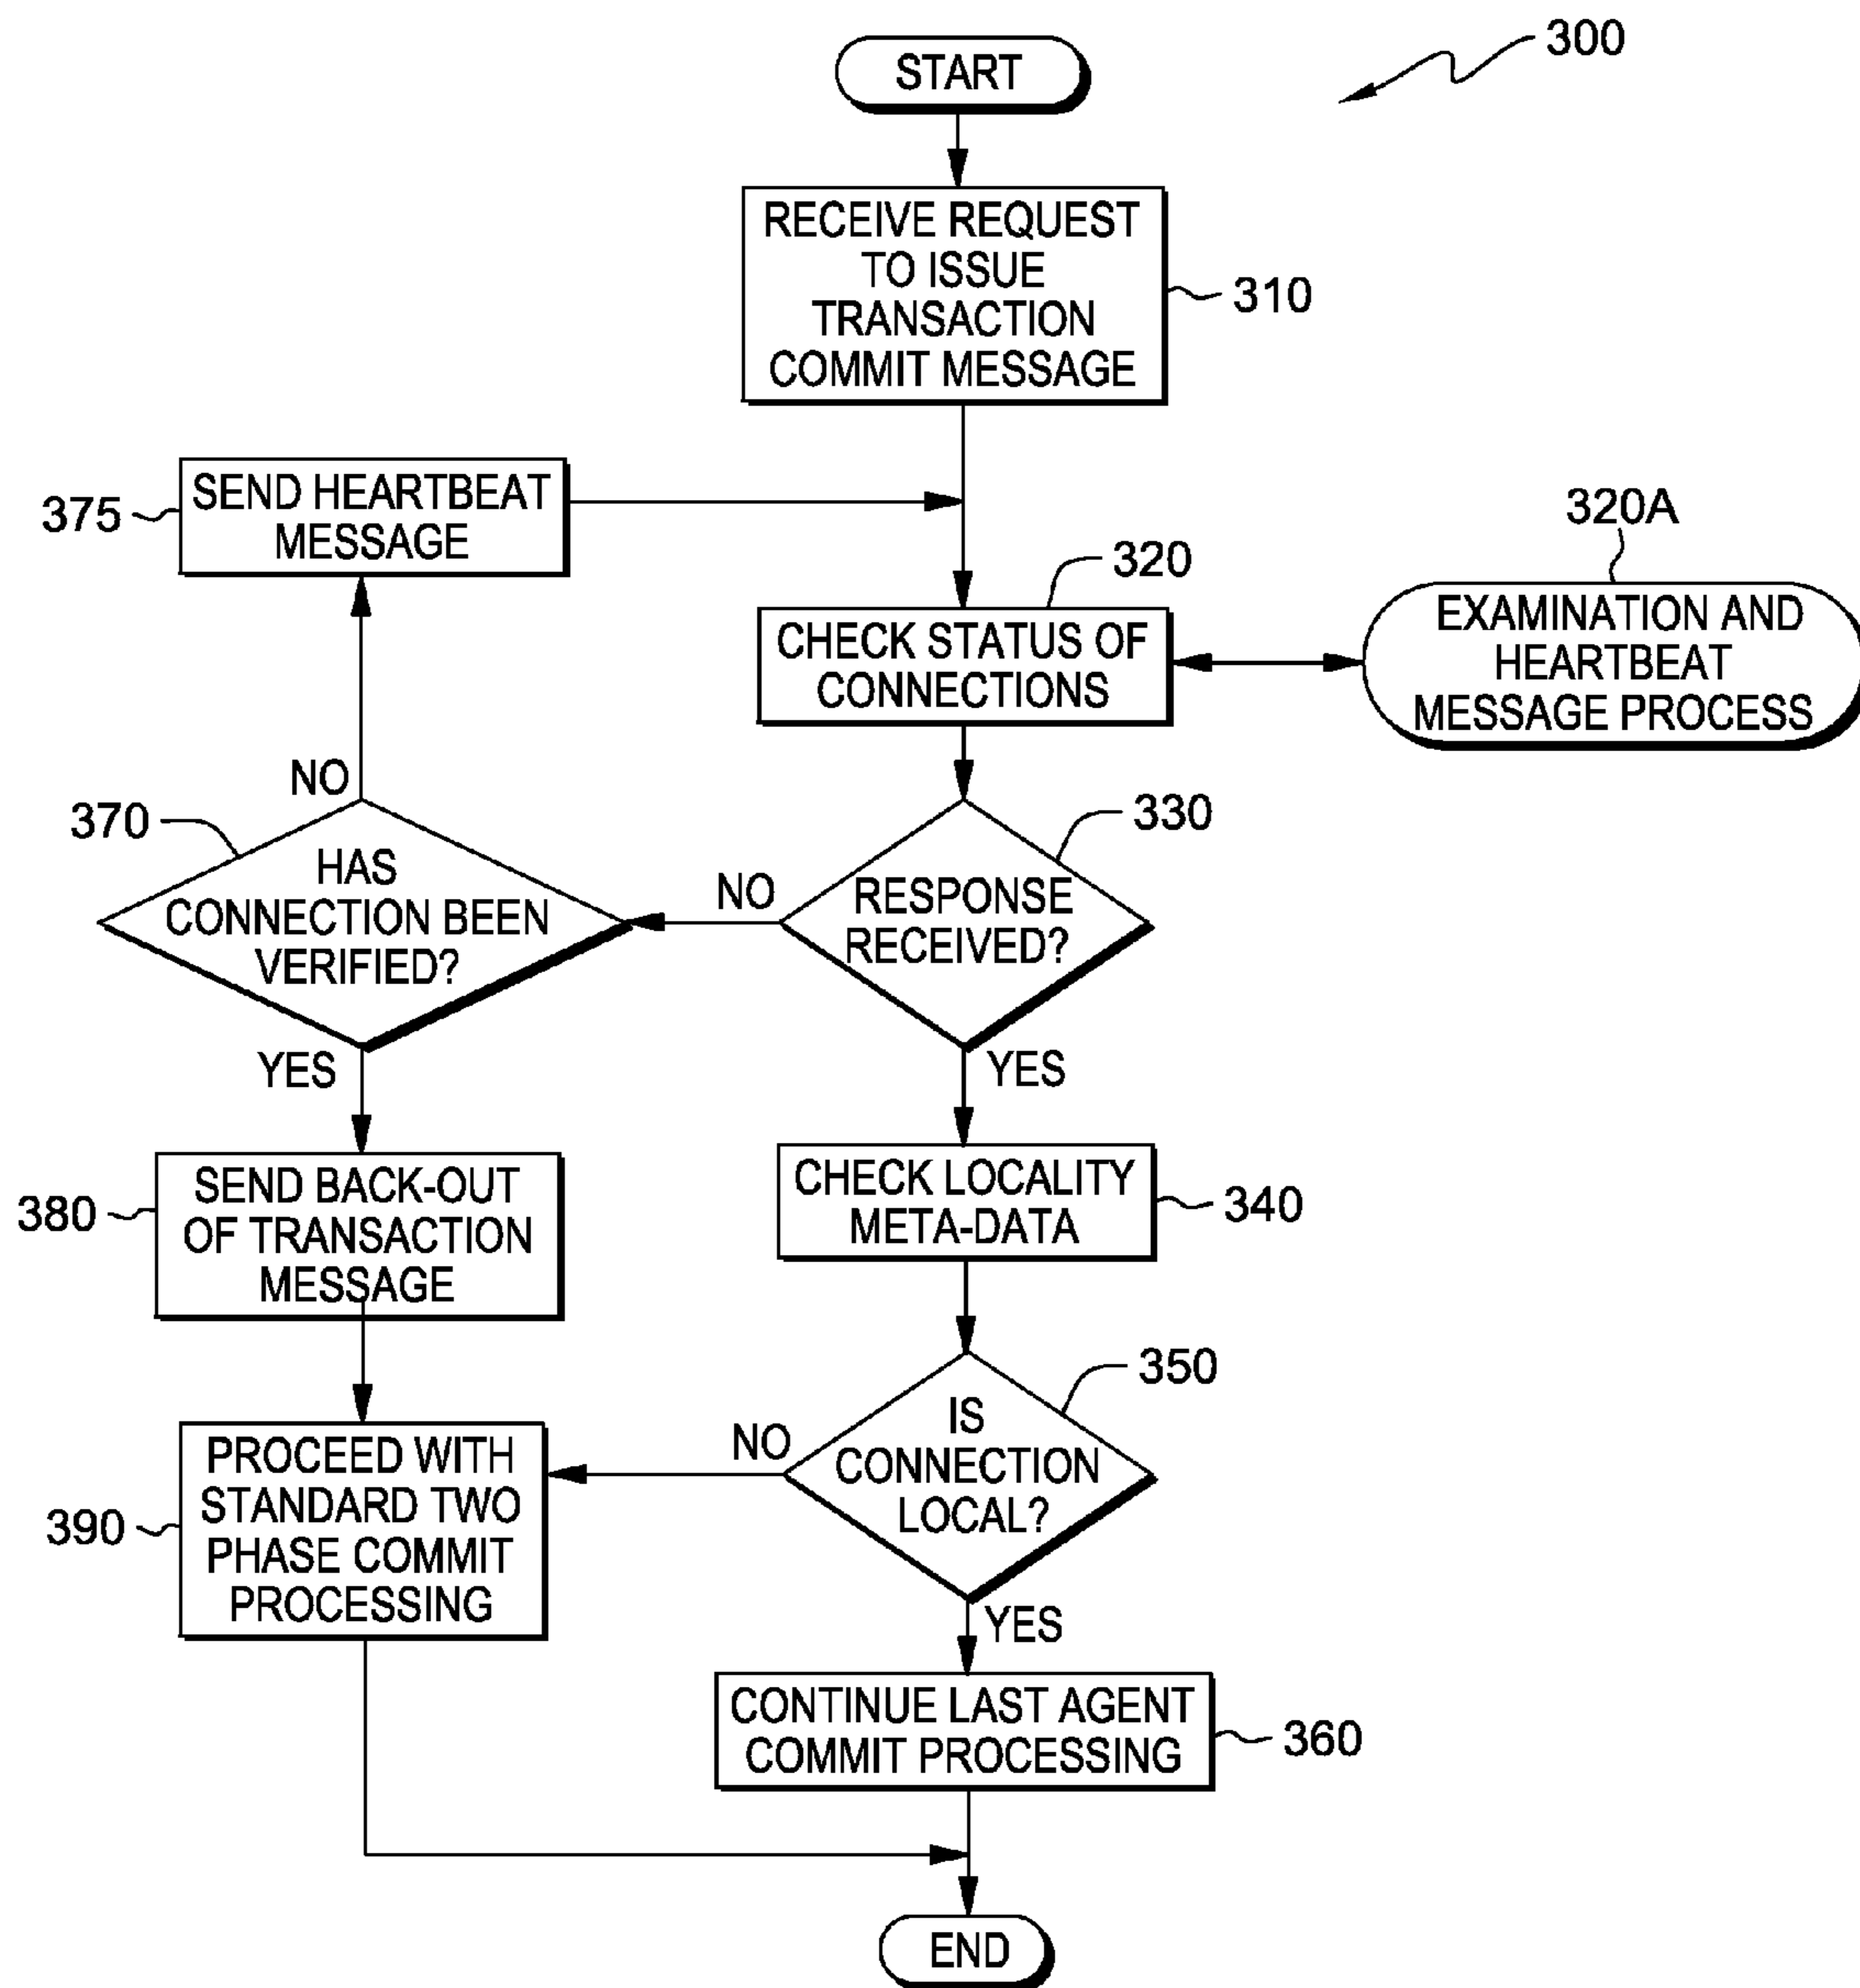 START
300
RECEIVE REQUEST
TO ISSUE
TRANSACTION
COMMIT MESSAGE
310
SEND HEARTBEAT
MESSAGE
375
320
CHECK STATUS OF
CONNECTIONS
320A
EXAMINATION AND
HEARTBEAT
MESSAGE PROCESS
NO
370
HAS
CONNECTION BEEN
VERIFIED?
NO
330
RESPONSE
RECEIVED?
YES
YES
SEND BACK-OUT
OF TRANSACTION
MESSAGE
380
CHECK LOCALITY
META-DATA
340
350
IS
CONNECTION
LOCAL?
NO
PROCEED WITH
STANDARD TWO
PHASE COMMIT
PROCESSING
390
YES
CONTINUE LAST AGENT
COMMIT PROCESSING
360
END